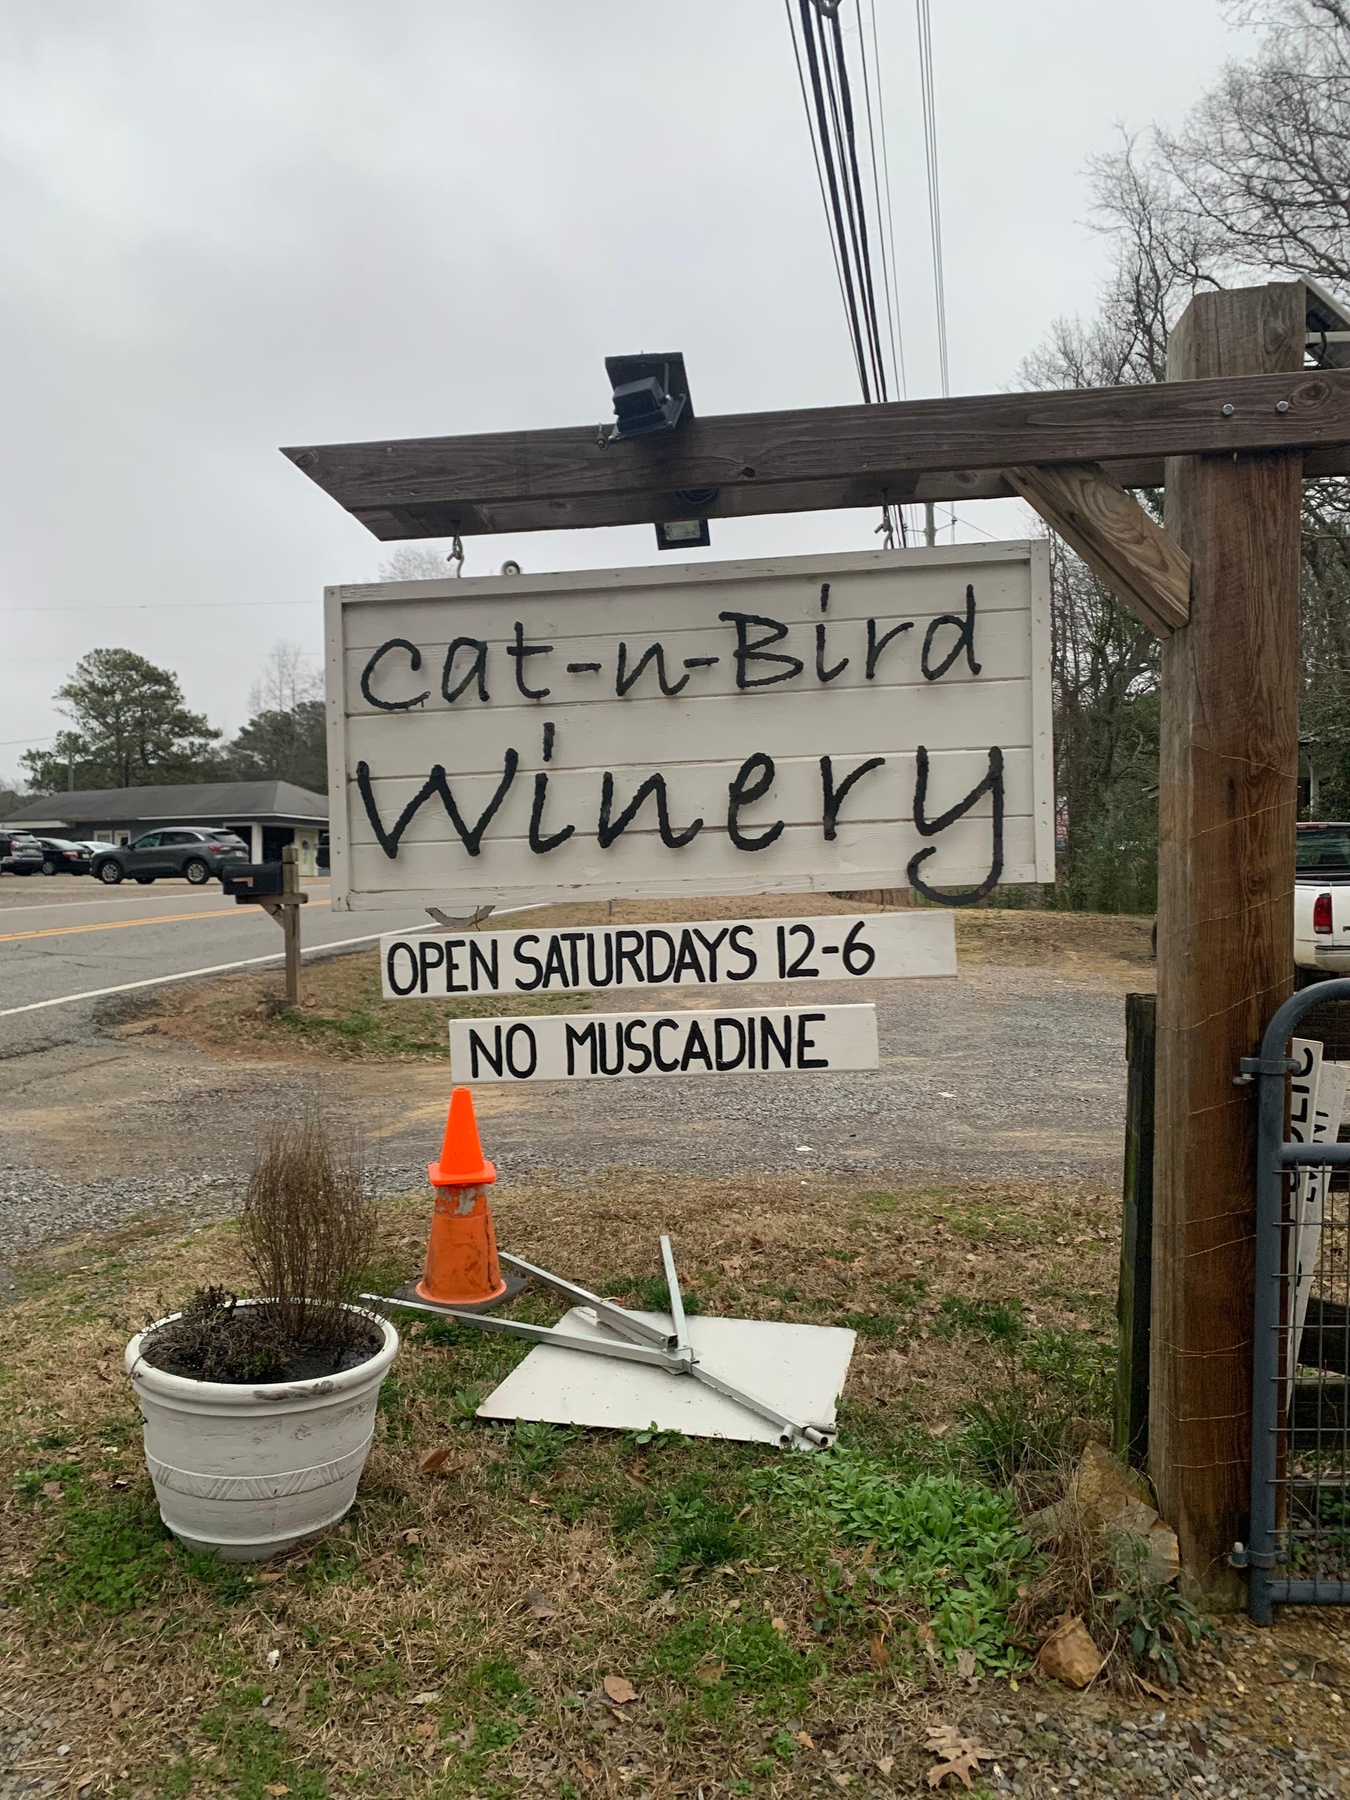 Cat-n-Bird
Winery
OPEN SATURDAYS 12-6
NO MUSCADINE